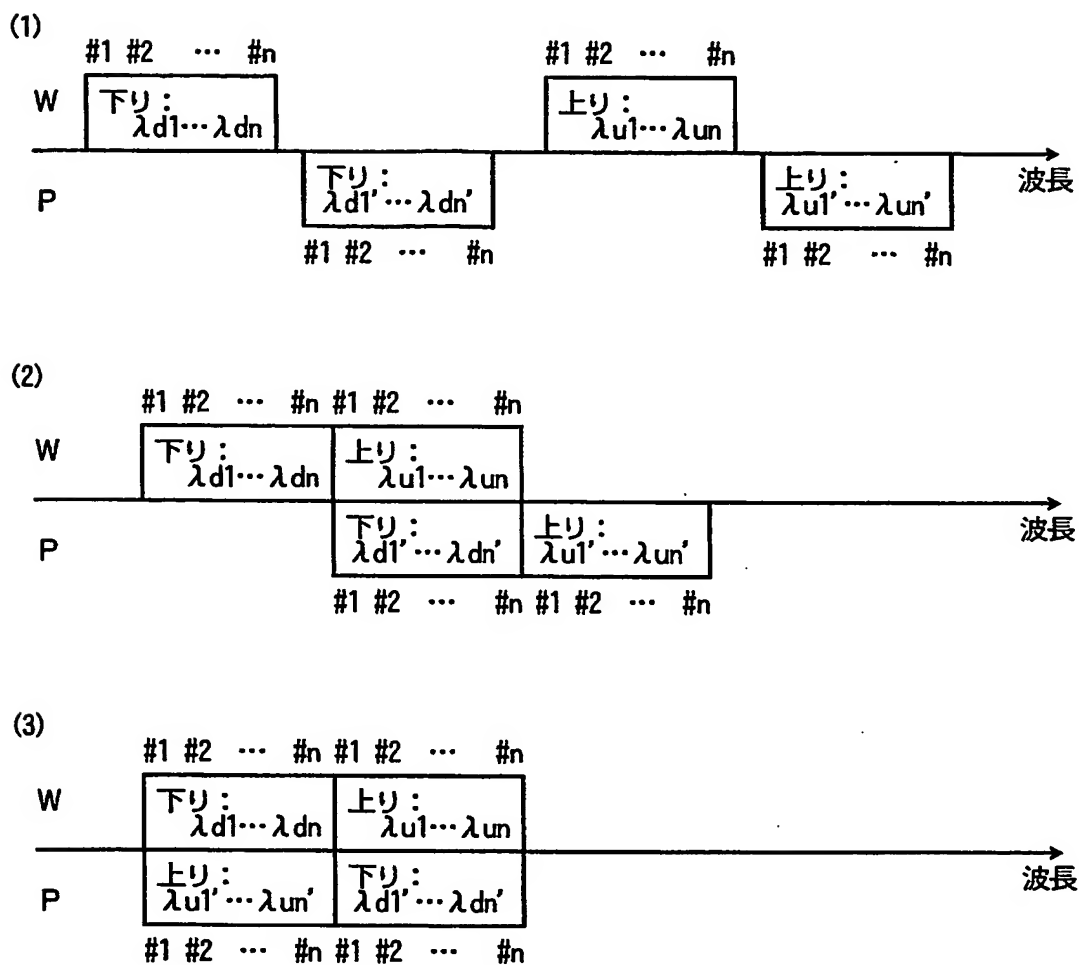 (1)
#1 #2 … #n #1 #2 … #n
W 下り: 上り:
λd1…λdn λu1…λun
波長
P 下り: 上り:
λd1′…λdn′ λu1′…λun′
#1 #2 … #n #1 #2 … #n
(2)
#1 #2 … #n #1 #2 … #n
W 下り: 上り:
λd1…λdn λu1…λun
波長
P 下り: 上り:
λd1′…λdn′ λu1′…λun′
#1 #2 … #n #1 #2 … #n
(3)
#1 #2 … #n #1 #2 … #n
W 下り: 上り:
λd1…λdn λu1…λun
波長
P 上り: 下り:
λu1′…λun′ λd1′…λdn′
#1 #2 … #n #1 #2 … #n